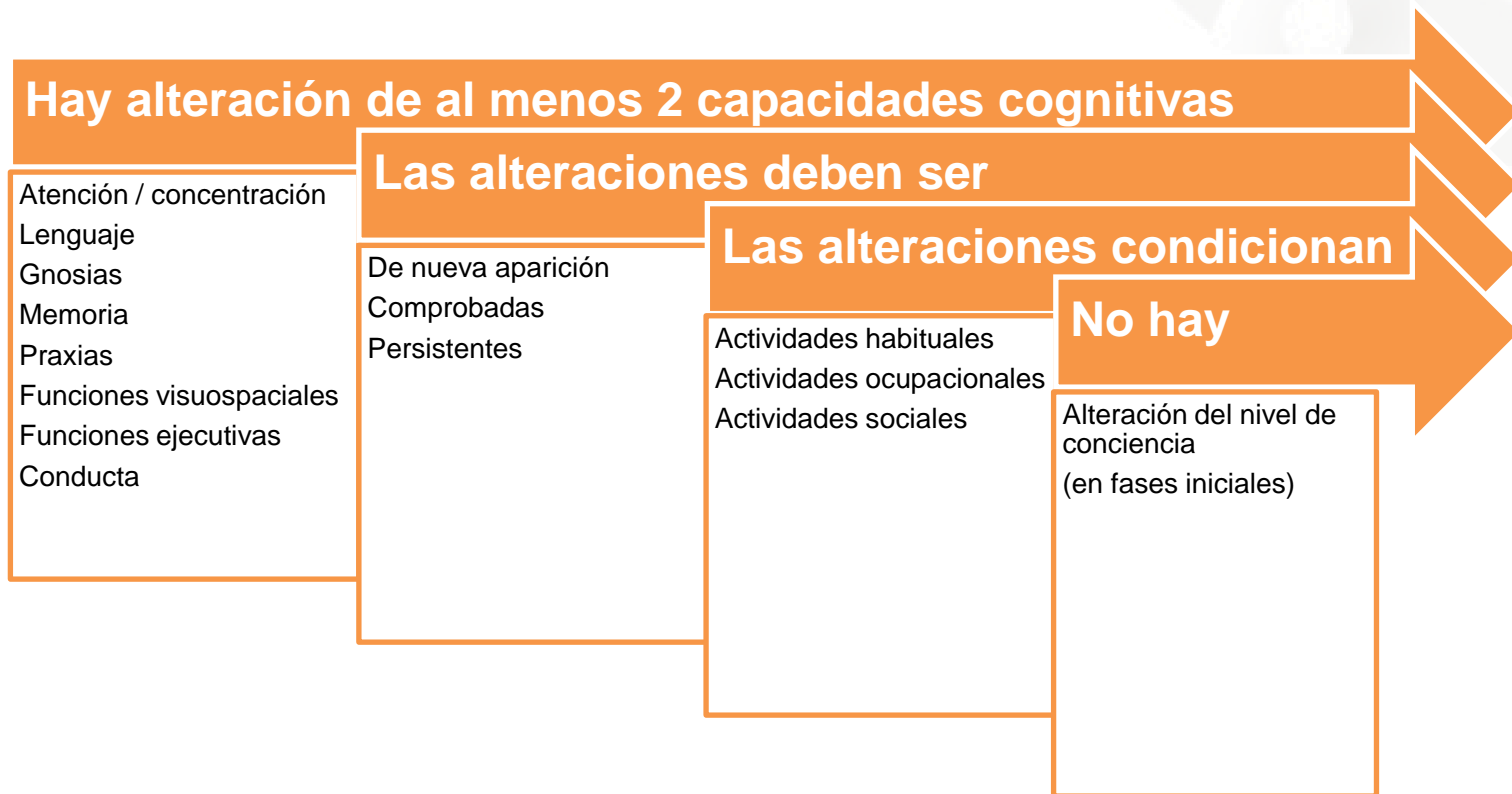 Hay alteración de al menos 2 capacidades cognitivas
Atención / concentración
Lenguaje
Gnosias
Memoria
Praxias
Funciones visuospaciales
Funciones ejecutivas
Conducta
Las alteraciones deben ser
De nueva aparición
Comprobadas
Persistentes
Las alteraciones condicionan
Actividades habituales
Actividades ocupacionales
Actividades sociales
No hay
Alteración del nivel de
conciencia
(en fases iniciales)